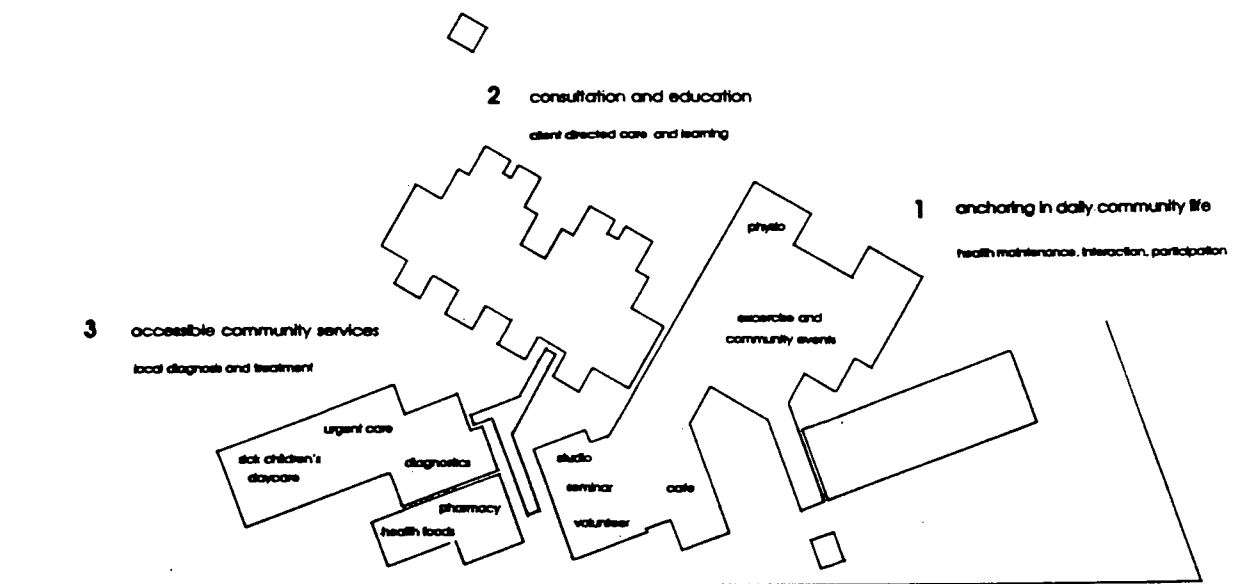 2 consultation and education
client directed care and learning
1 anchoring in daily community life
health maintenance, interaction, participation
physio
excercise and
community events
3 accessible community services
local diagnosis and treatment
urgent care
sick children's
daycare
diagnostics
pharmacy
health foods
studio
seminar
cafe
volunteer